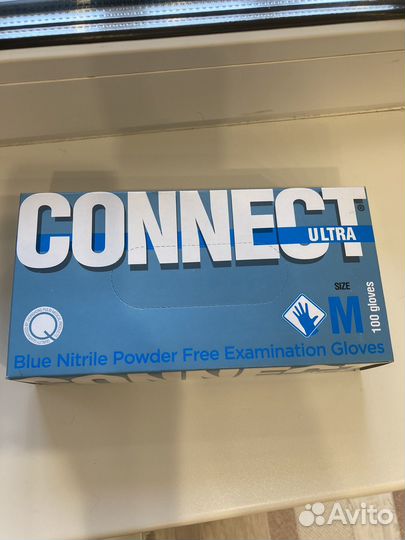 CONNECT®
ULTRA
SIZE
M
100 gloves
Blue Nitrile Powder Free Examination Gloves
Avito